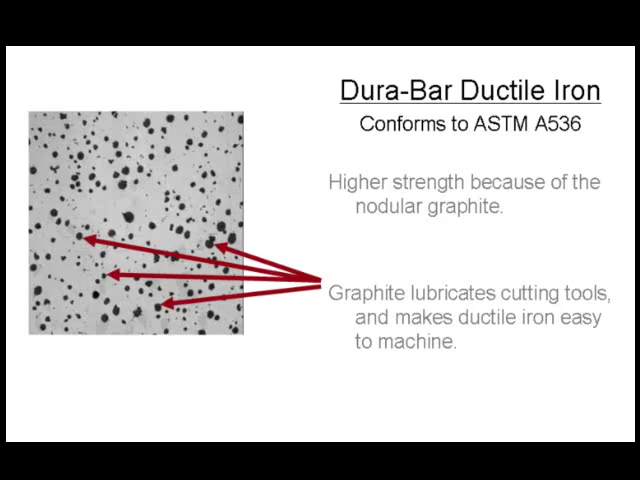 Dura-Bar Ductile Iron
Conforms to ASTM A536
Higher strength because of the
nodular graphite.
Graphite lubricates cutting tools,
and makes ductile iron easy
to machine.